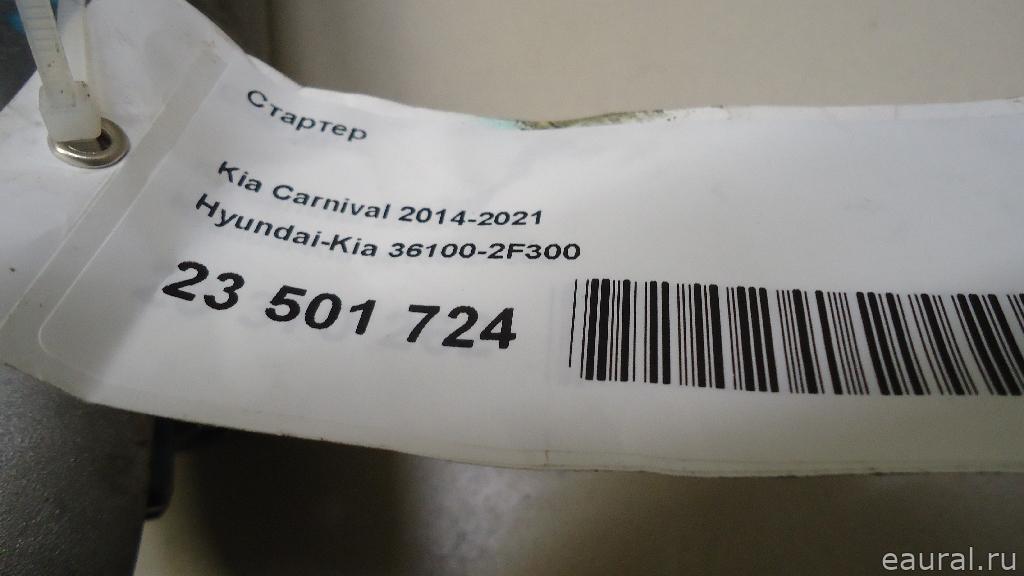 Стартер
Kia Carnival 2014-2021
Hyundai-Kia 36100-2F300
23 501 724
eaural.ru